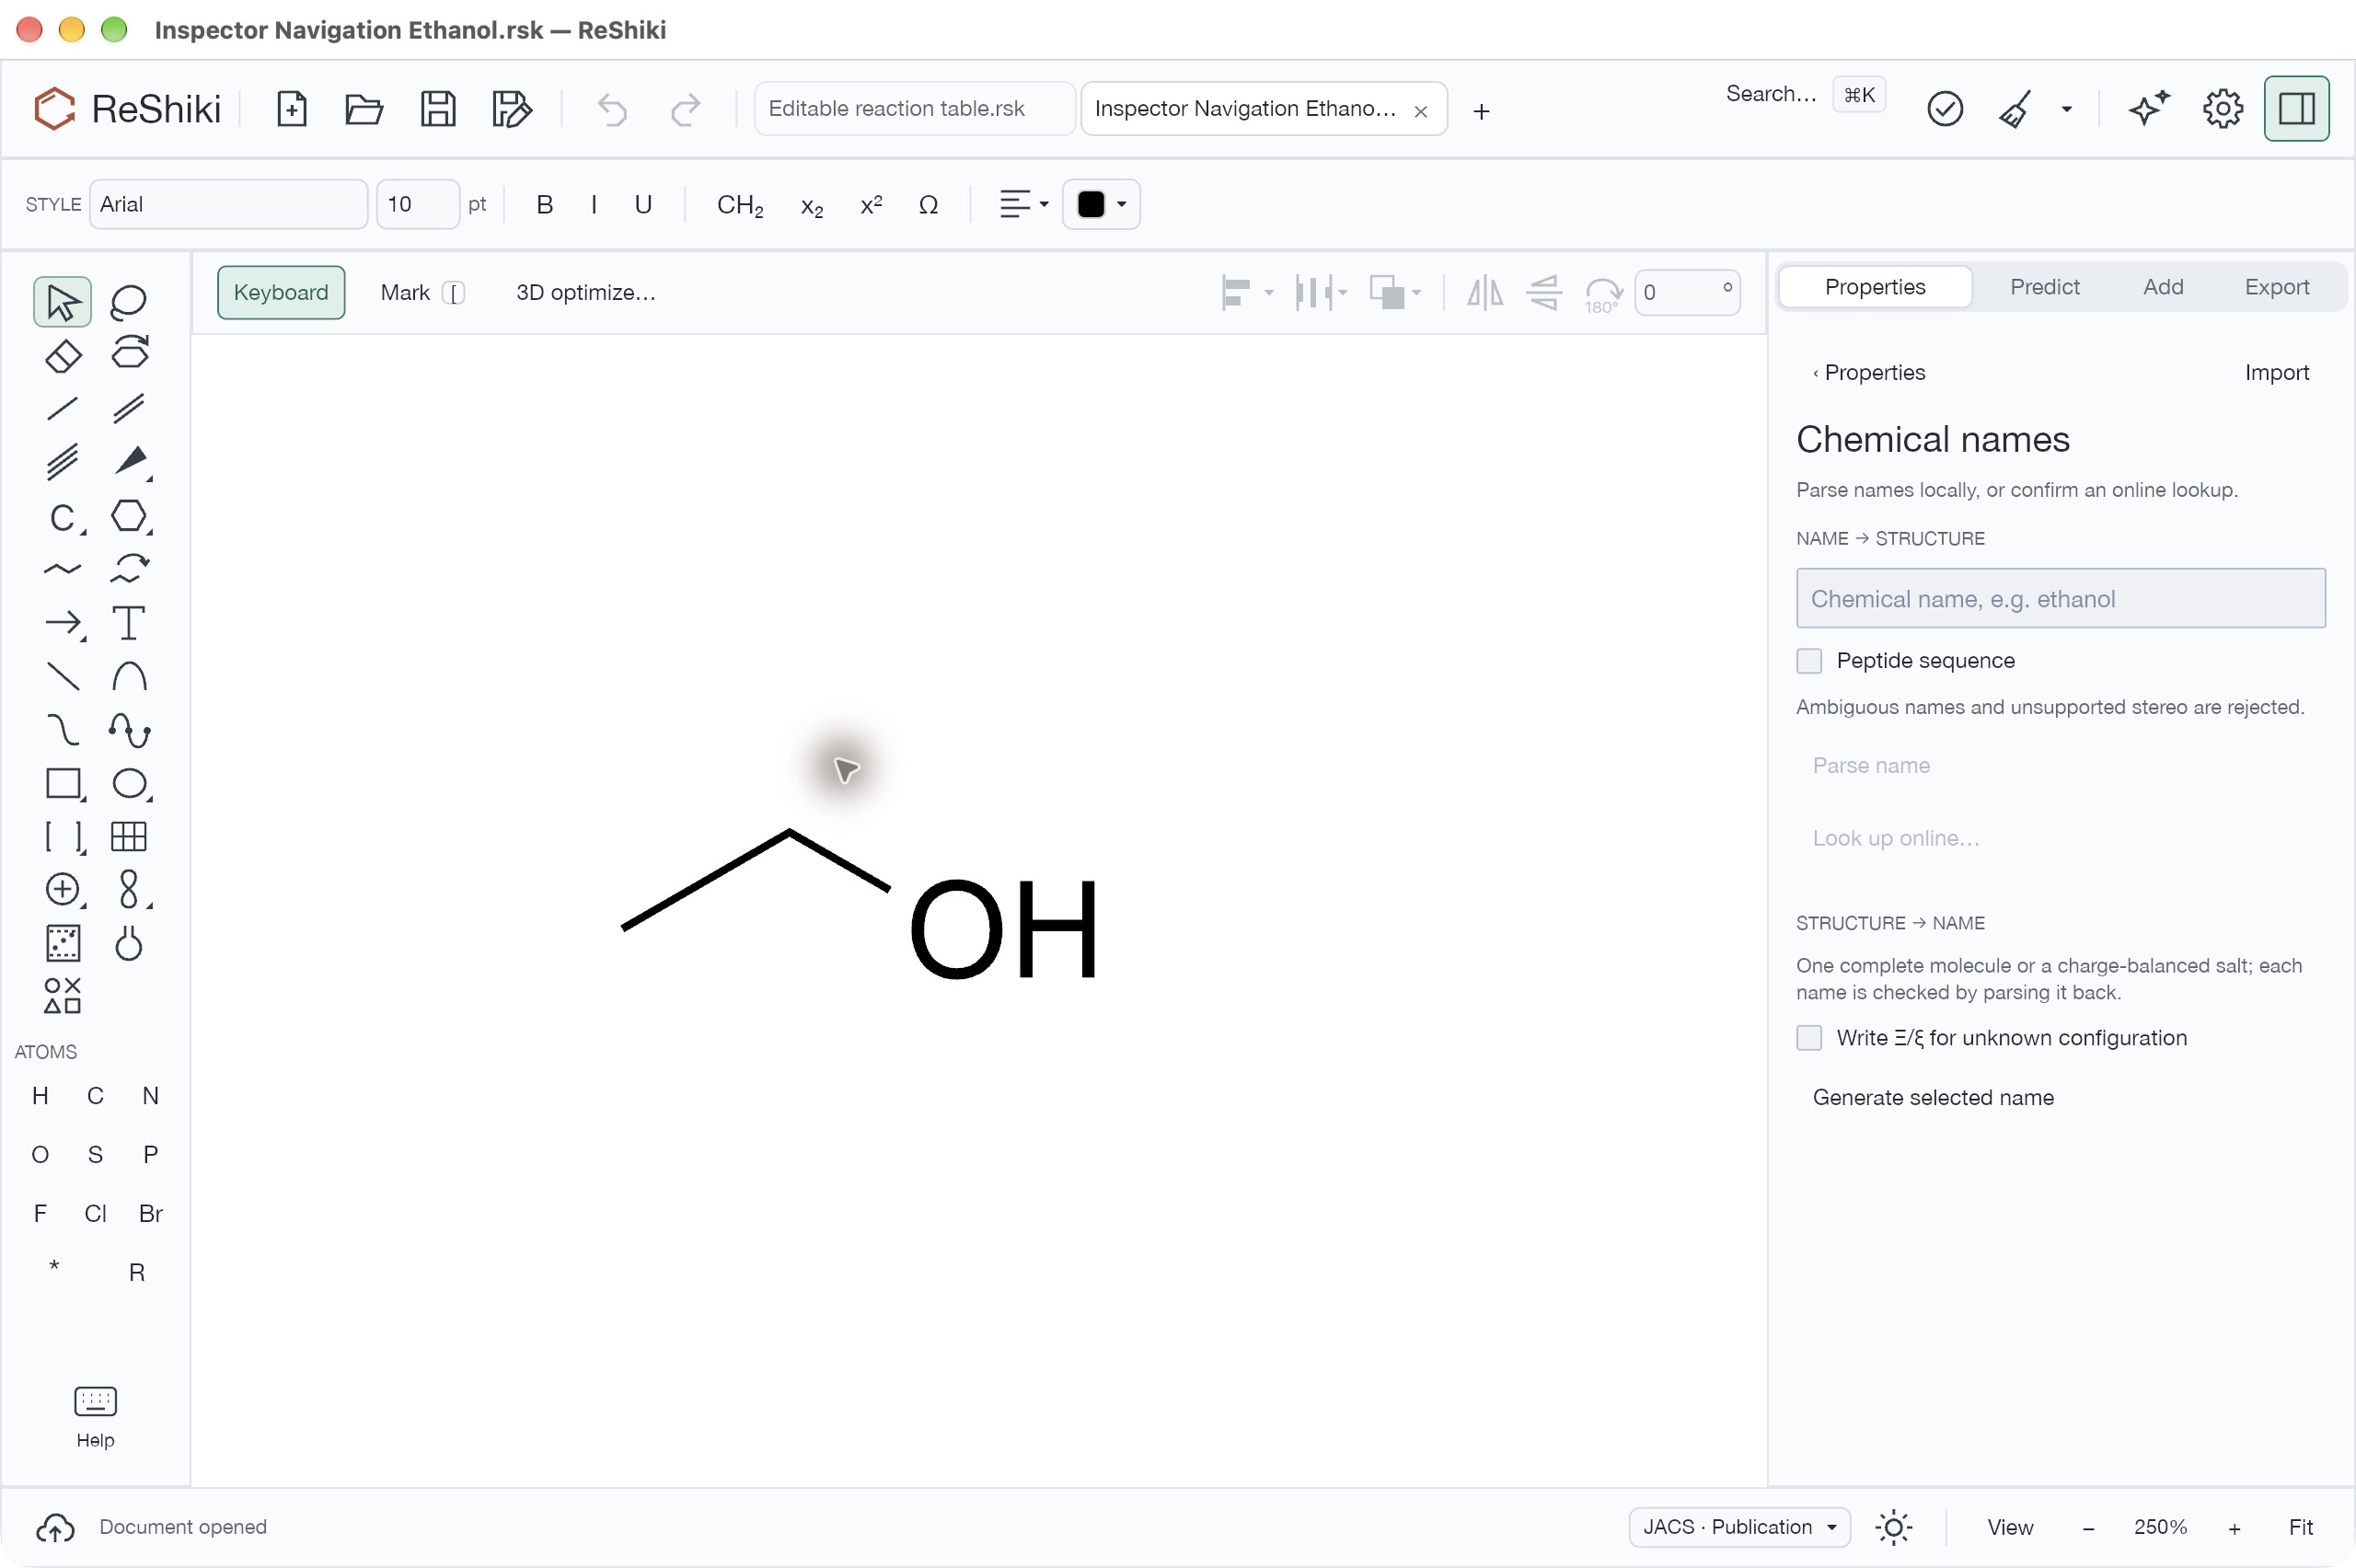 Inspector Navigation Ethanol.rsk — ReShiki
ReShiki
Editable reaction table.rsk
Inspector Navigation Ethano... ×
+
Search... ⌘K
STYLE Arial 10 pt B I U CH₂ x₂ x² Ω
Keyboard Mark [ 3D optimize...
180° 0 °
Properties Predict Add Export
‹ Properties Import
Chemical names
Parse names locally, or confirm an online lookup.
NAME → STRUCTURE
Chemical name, e.g. ethanol
Peptide sequence
Ambiguous names and unsupported stereo are rejected.
Parse name
Look up online...
STRUCTURE → NAME
One complete molecule or a charge-balanced salt; each
name is checked by parsing it back.
Write Ξ/ξ for unknown configuration
Generate selected name
C
T
[ ]
OH
ATOMS
H C N
O S P
F Cl Br
* R
Help
Document opened
JACS · Publication
View – 250% + Fit